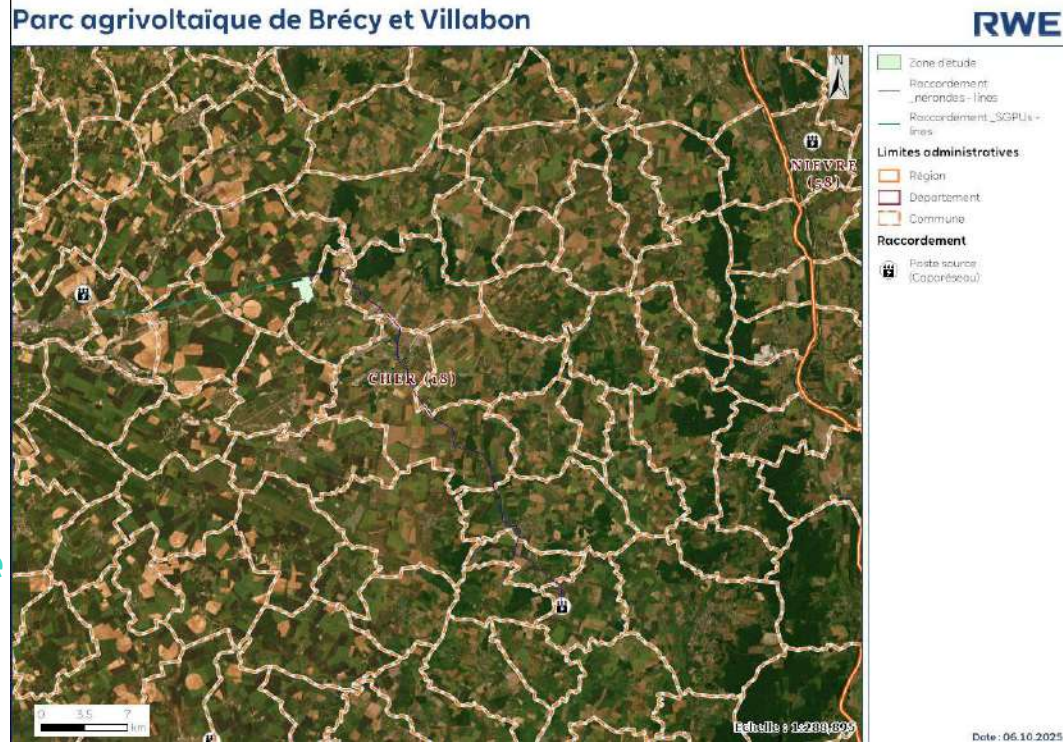 Parc agrivoltaïque de Brécy et Villabon
RWE
N
NIEVRE
(58)
CHER (18)
0 3.5 7
km
Echelle : 1:288,895
Zone d'étude
Raccordement
_nérondes - lines
Raccordement _SGPUs -
lines
Limites administratives
Région
Département
Commune
Raccordement
Poste source
(Caparéseau)
Date : 06.10.2025
e